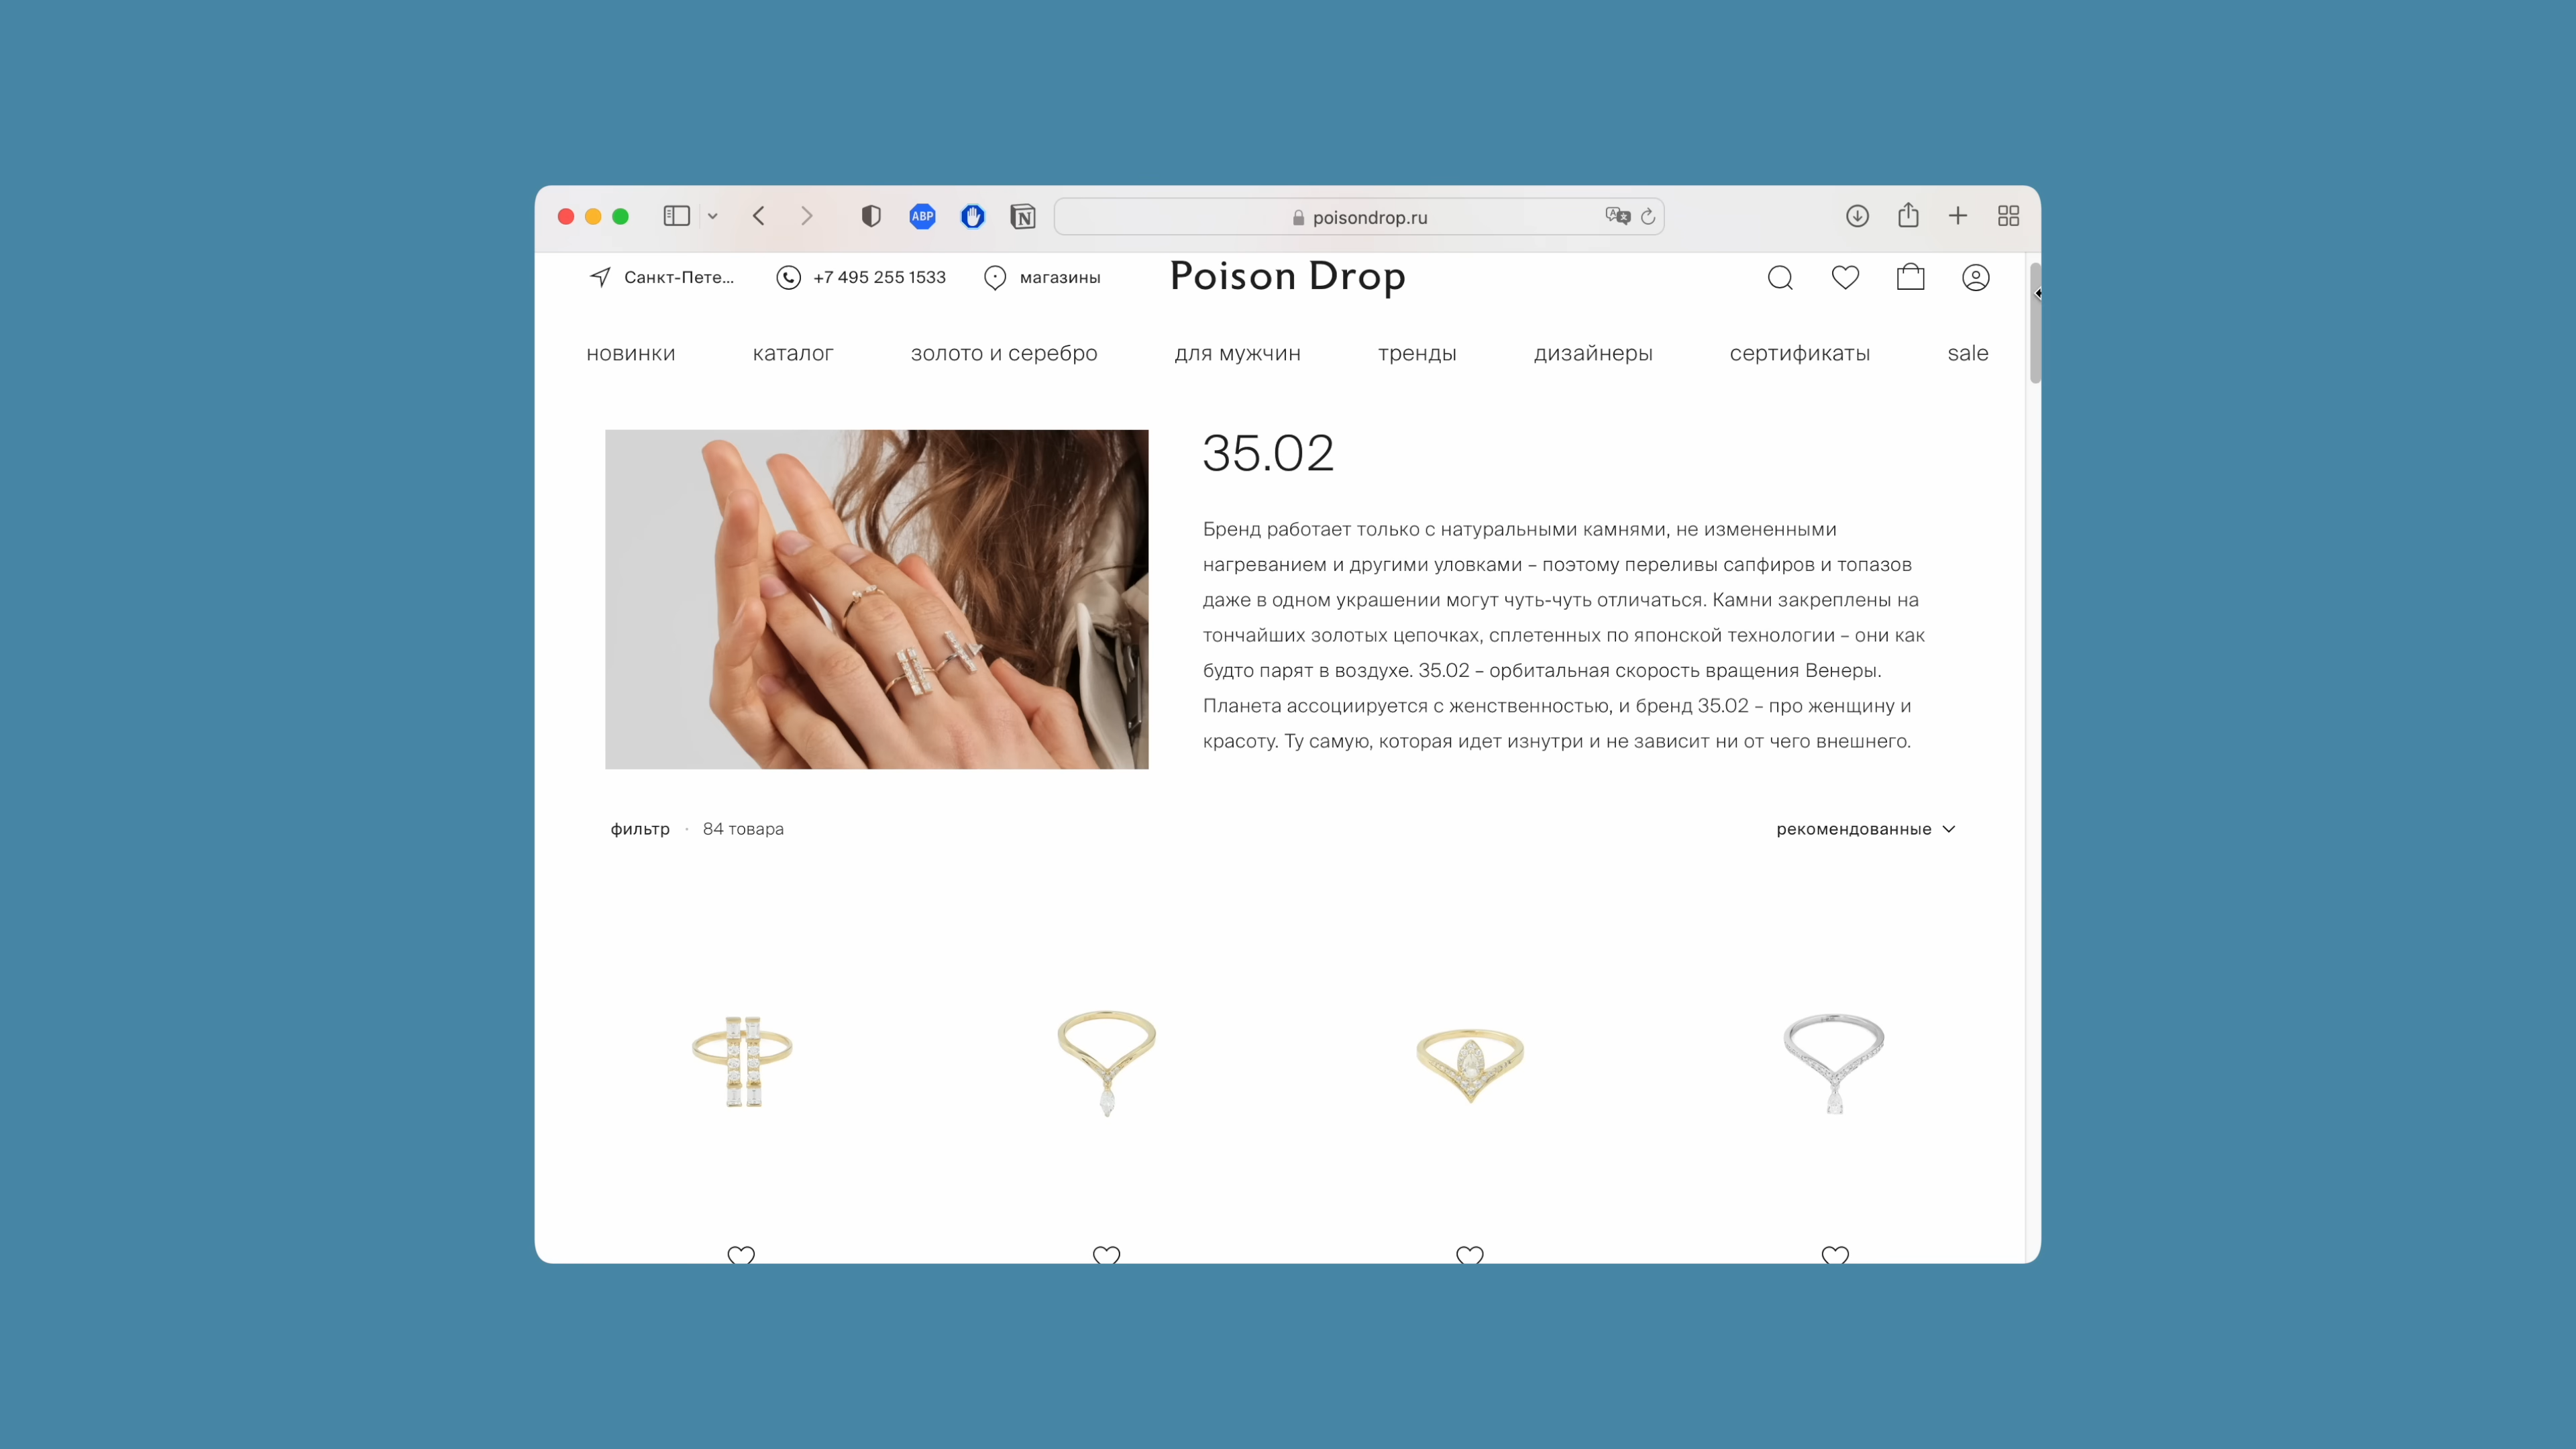 ABP
poisondrop.ru
Санкт-Пете...
+7 495 255 1533
магазины
Poison Drop
новинки
каталог
золото и серебро
для мужчин
тренды
дизайнеры
сертификаты
sale
35.02
Бренд работает только с натуральными камнями, не измененными
нагреванием и другими уловками – поэтому переливы сапфиров и топазов
даже в одном украшении могут чуть-чуть отличаться. Камни закреплены на
тончайших золотых цепочках, сплетенных по японской технологии – они как
будто парят в воздухе. 35.02 – орбитальная скорость вращения Венеры.
Планета ассоциируется с женственностью, и бренд 35.02 – про женщину и
красоту. Ту самую, которая идет изнутри и не зависит ни от чего внешнего.
фильтр · 84 товара
рекомендованные